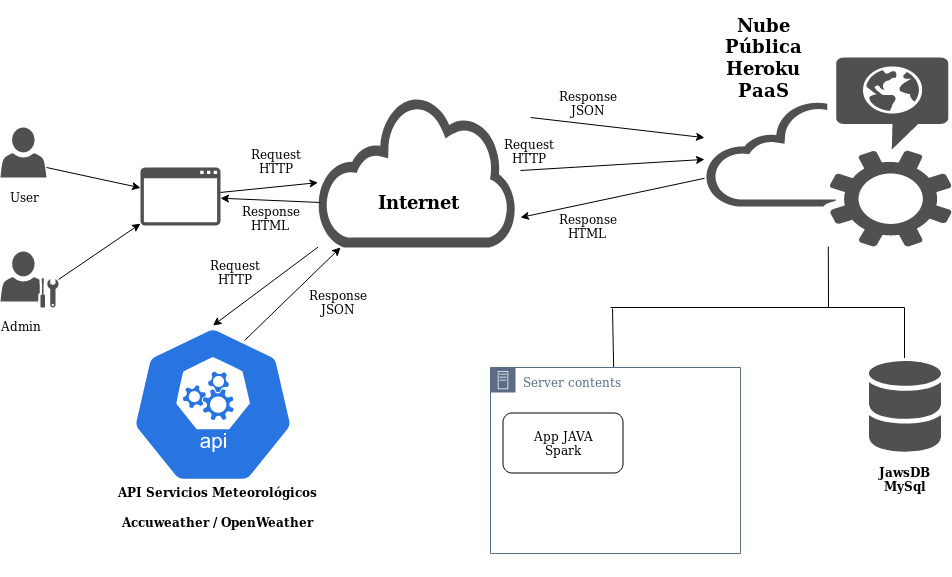 Nube
Pública
Heroku
PaaS
Response
JSON
Request
HTTP
Response
HTML
Request
HTTP
Response
HTML
Internet
User
Admin
Request
HTTP
Response
JSON
api
API Servicios Meteorológicos
Accuweather / OpenWeather
Server contents
App JAVA
Spark
JawsDB
MySql